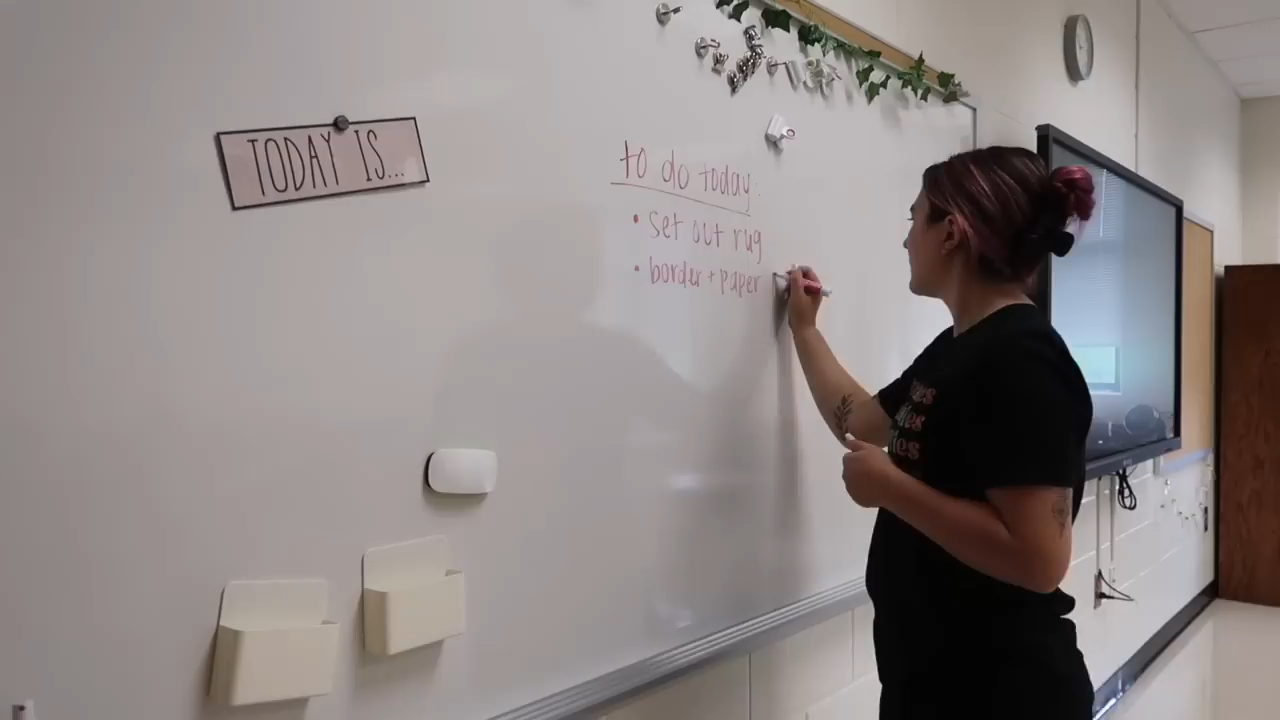 TODAY IS...
to do today:
• set out rug
• border + paper